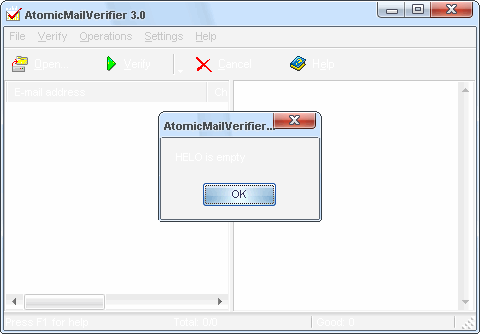 AtomicMailVerifier 3.0
File Verify Operations Settings Help
Open Verify Cancel Help
E-mail address Ch
AtomicMailVerifier...
HELO is empty
OK
Press F1 for help Total: 0/0 Good: 0